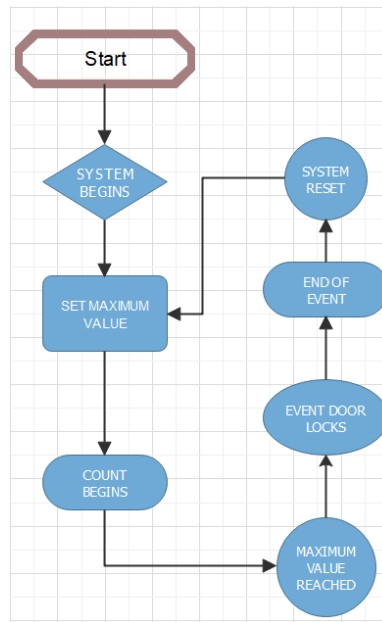 Start
SYSTEM
BEGINS
SET MAXIMUM
VALUE
COUNT
BEGINS
MAXIMUM
VALUE
REACHED
EVENT DOOR
LOCKS
END OF
EVENT
SYSTEM
RESET